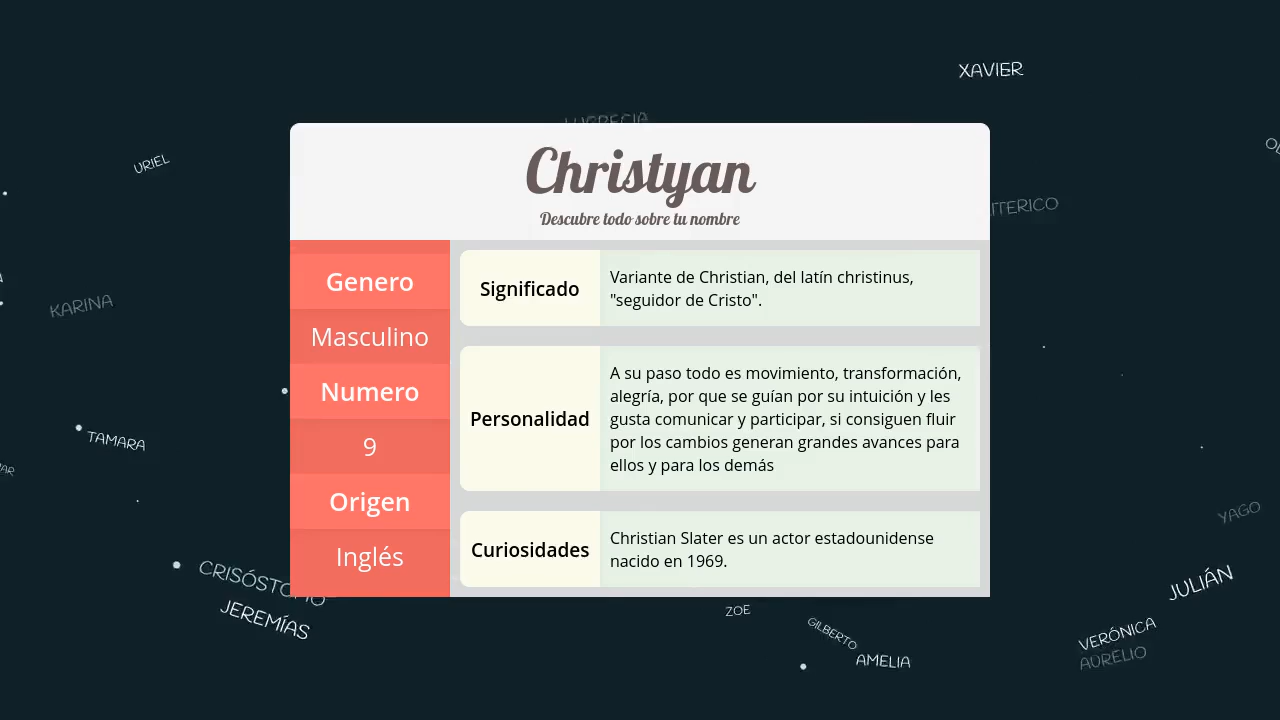 XAVIER
URIEL
Christyan
Descubre todo sobre tu nombre
KARINA
Genero
Masculino
Numero
9
Origen
Inglés
Significado
Variante de Christian, del latín christinus,
"seguidor de Cristo".
Personalidad
A su paso todo es movimiento, transformación,
alegría, por que se guían por su intuición y les
gusta comunicar y participar, si consiguen fluir
por los cambios generan grandes avances para
ellos y para los demás
Curiosidades
Christian Slater es un actor estadounidense
nacido en 1969.
TAMARA
YAGO
JEREMÍAS
JULIÁN
ZOE
GILBERTO
AMELIA
VERÓNICA
AURELIO